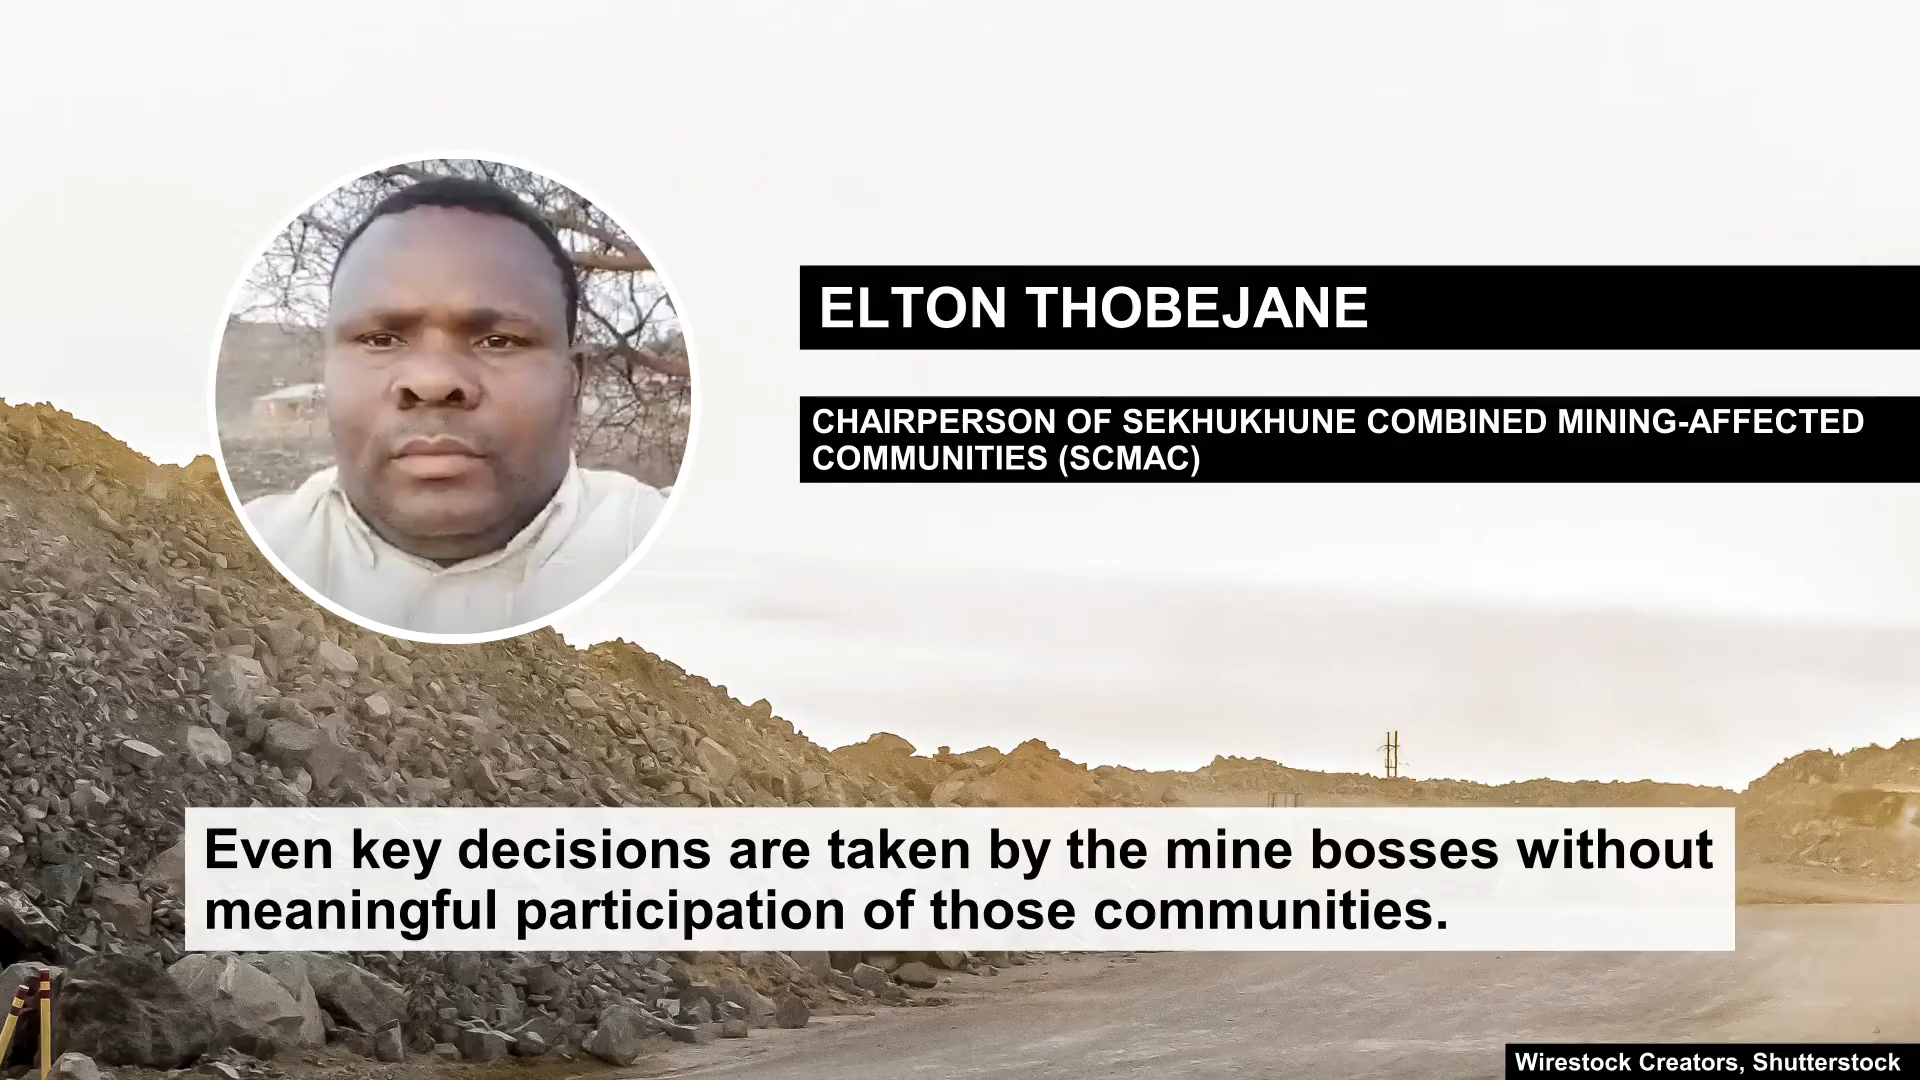 ELTON THOBEJANE
CHAIRPERSON OF SEKHUKHUNE COMBINED MINING-AFFECTED
COMMUNITIES (SCMAC)
Even key decisions are taken by the mine bosses without
meaningful participation of those communities.
Wirestock Creators, Shutterstock